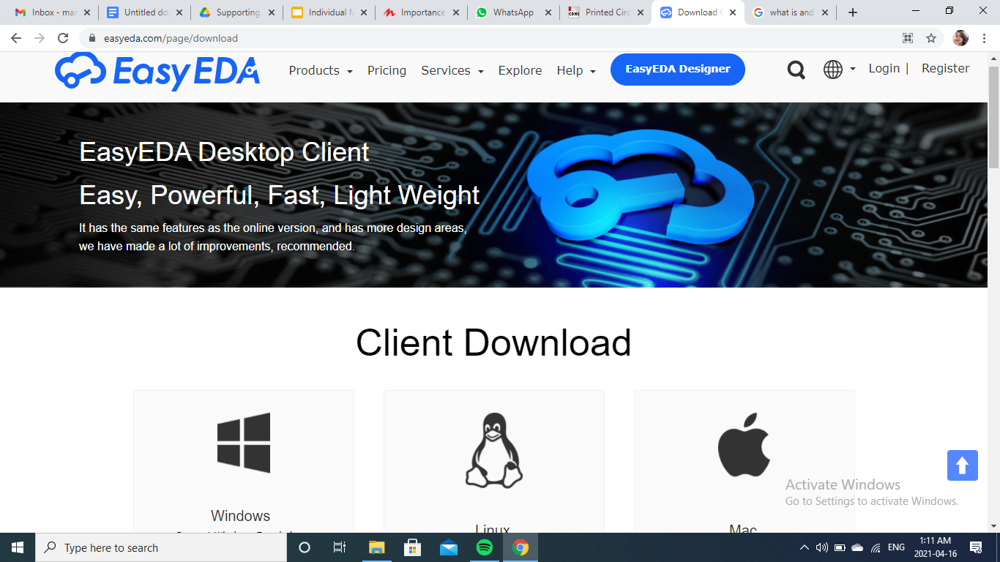 Inbox - mar
Untitled do
Supporting
Individual M
Importance
WhatsApp
Printed Circ
Download
what is and
easyeda.com/page/download
EasyEDA
Products
Pricing
Services
Explore
Help
EasyEDA Designer
Login |
Register
EasyEDA Desktop Client
Easy, Powerful, Fast, Light Weight
It has the same features as the online version, and has more design areas,
we have made a lot of improvements, recommended.
Client Download
Windows
Linux
Mac
Activate Windows
Go to Settings to activate Windows.
Type here to search
ENG
1:11 AM
2021-04-16